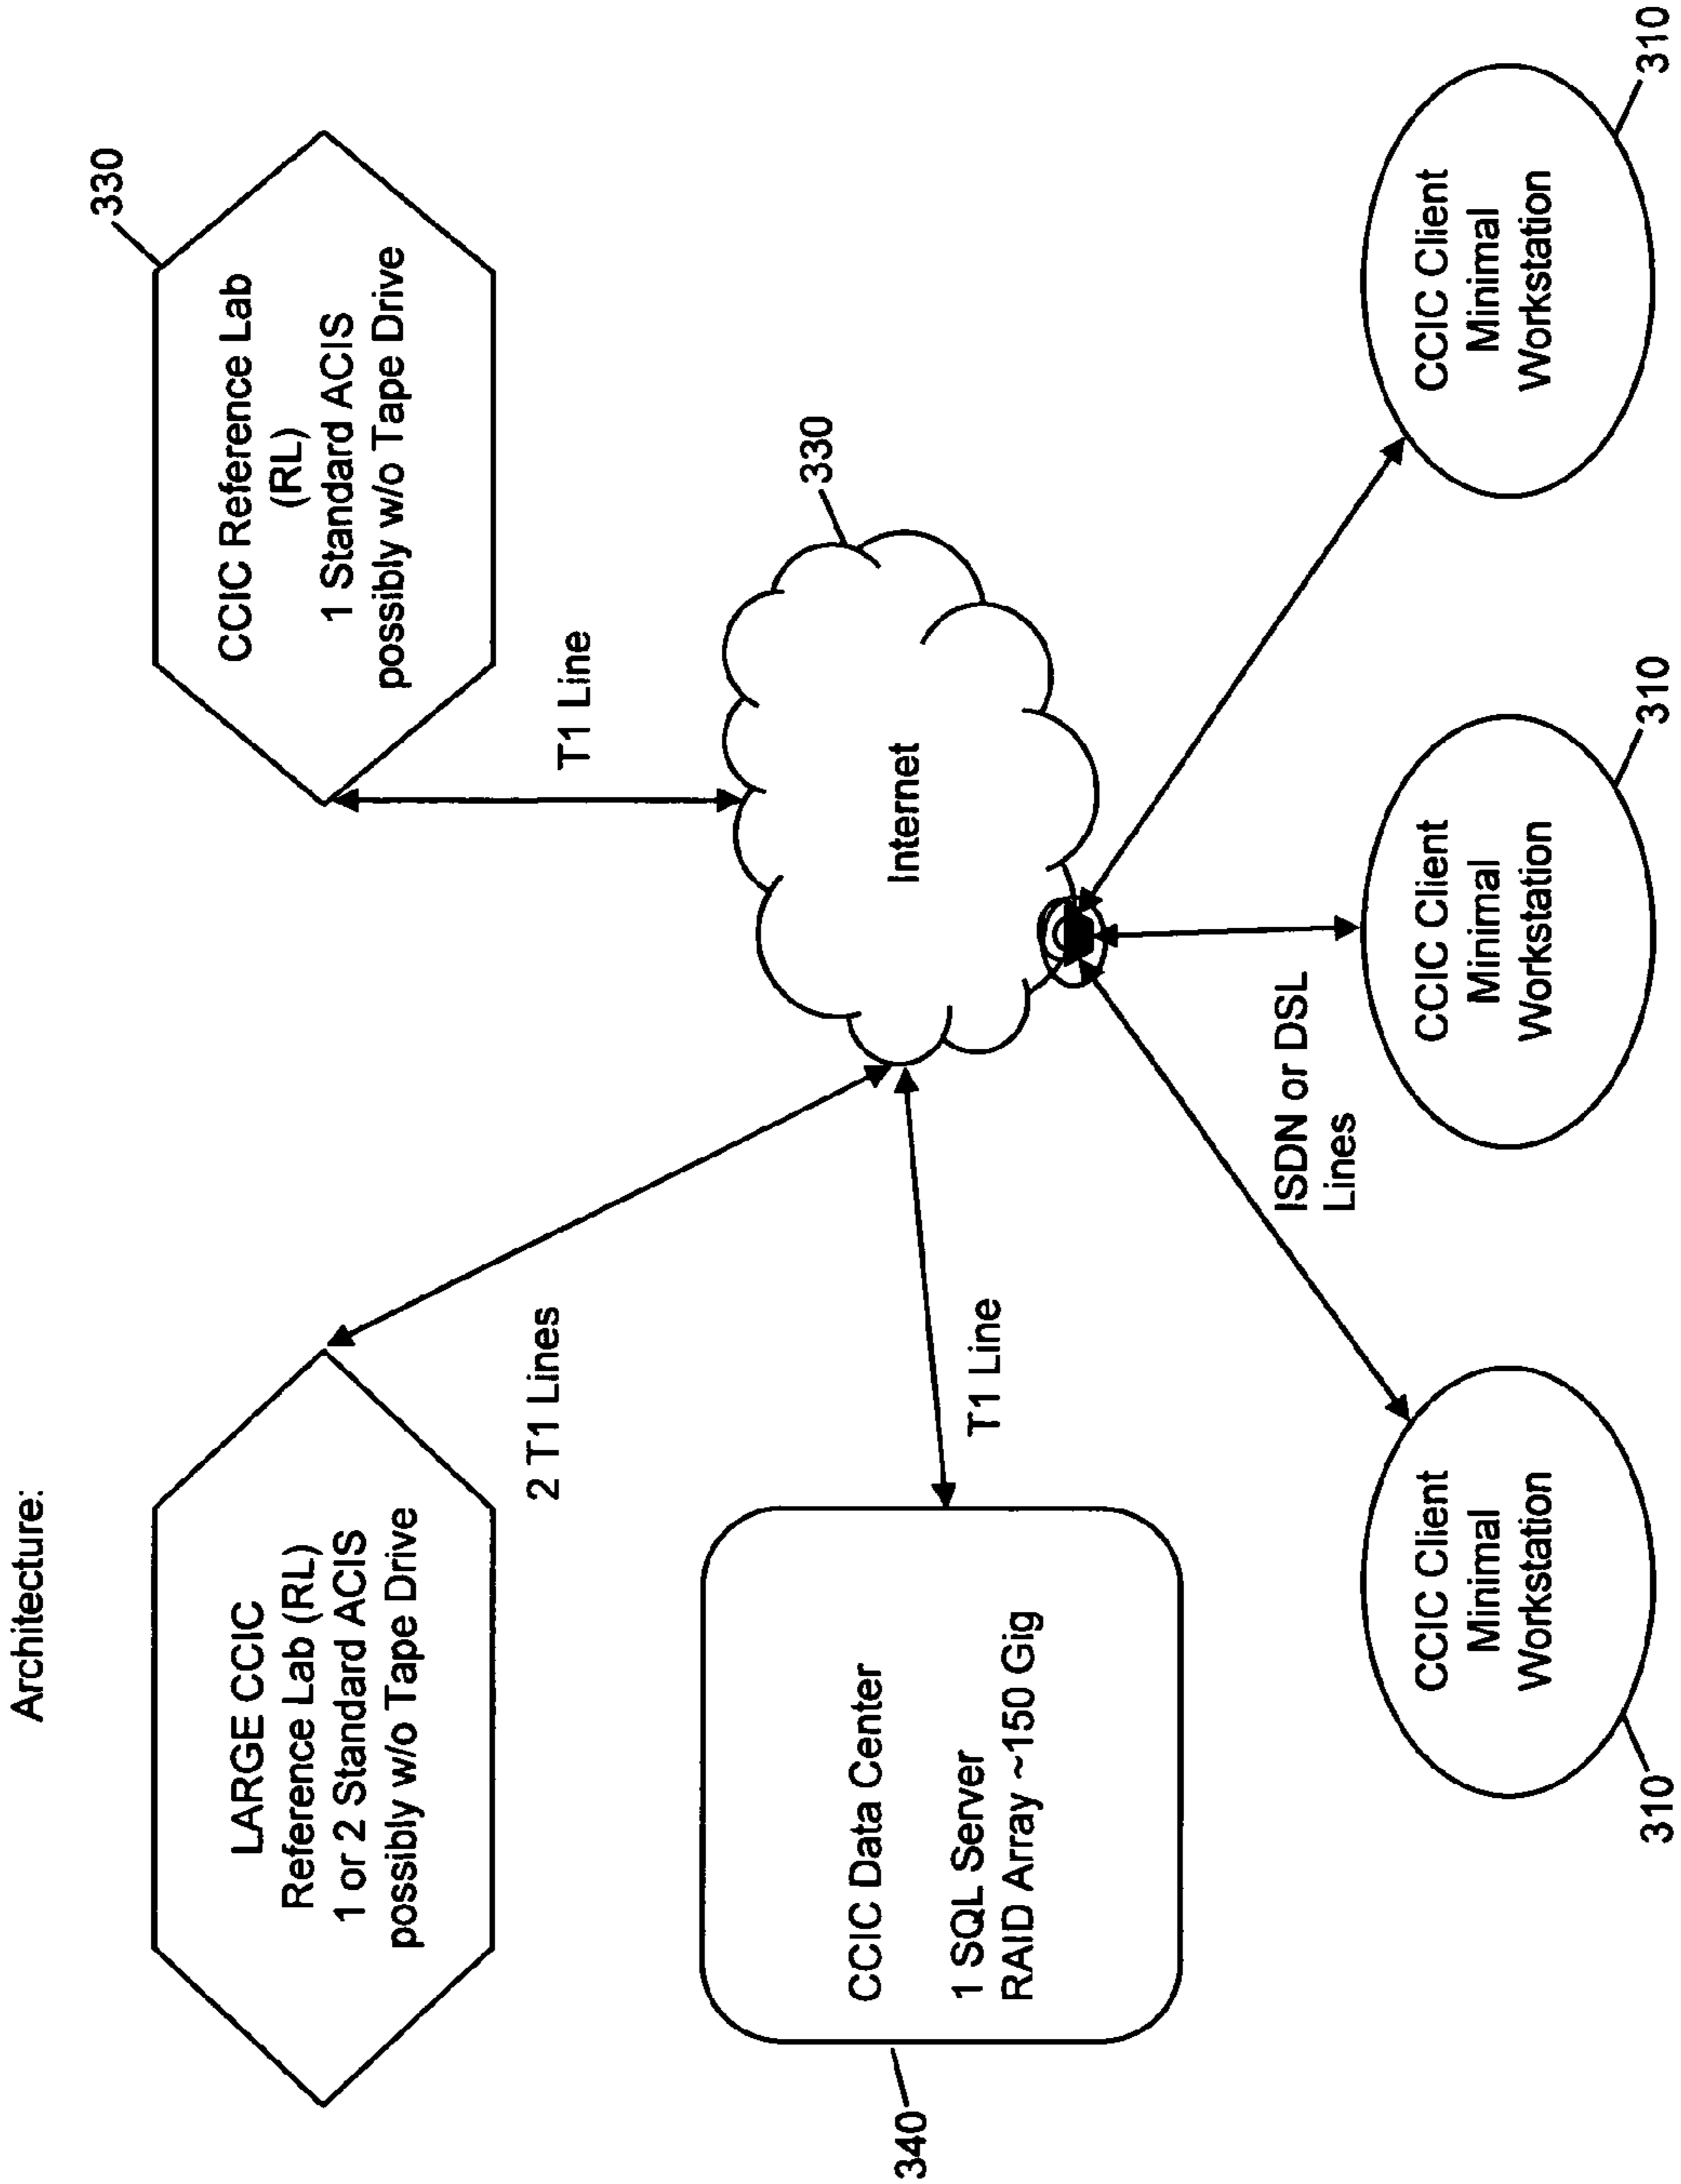 Architecture:
LARGE CCIC
Reference Lab (RL)
1 or 2 Standard ACIS
possibly w/o Tape Drive
330
CCIC Reference Lab
(RL)
1 Standard ACIS
possibly w/o Tape Drive
2 T1 Lines
T1 Line
330
Internet
340
CCIC Data Center
1 SQL Server
RAID Array ~150 Gig
T1 Line
ISDN or DSL
Lines
310
CCIC Client
Minimal
Workstation
CCIC Client
Minimal
Workstation
310
CCIC Client
Minimal
Workstation
310